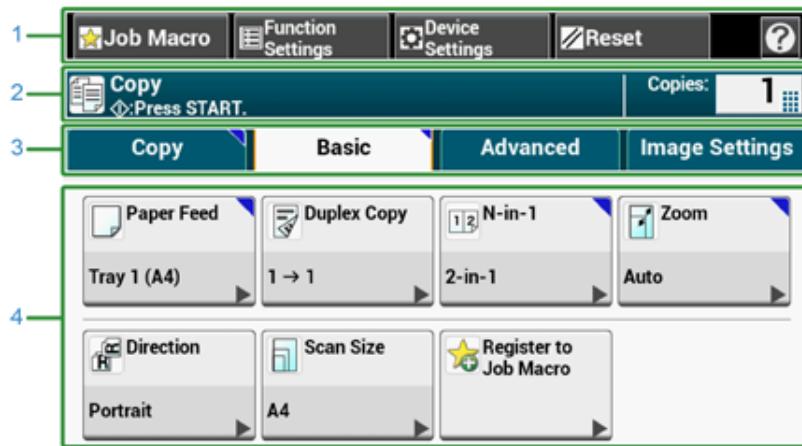 1
Job Macro
Function
Settings
Device
Settings
Reset
?
2
Copy
:Press START.
Copies:
1
3
Copy
Basic
Advanced
Image Settings
4
Paper Feed
Tray 1 (A4)
Duplex Copy
1 → 1
1 2
N-in-1
2-in-1
Zoom
Auto
R R
Direction
Portrait
Scan Size
A4
Register to
Job Macro